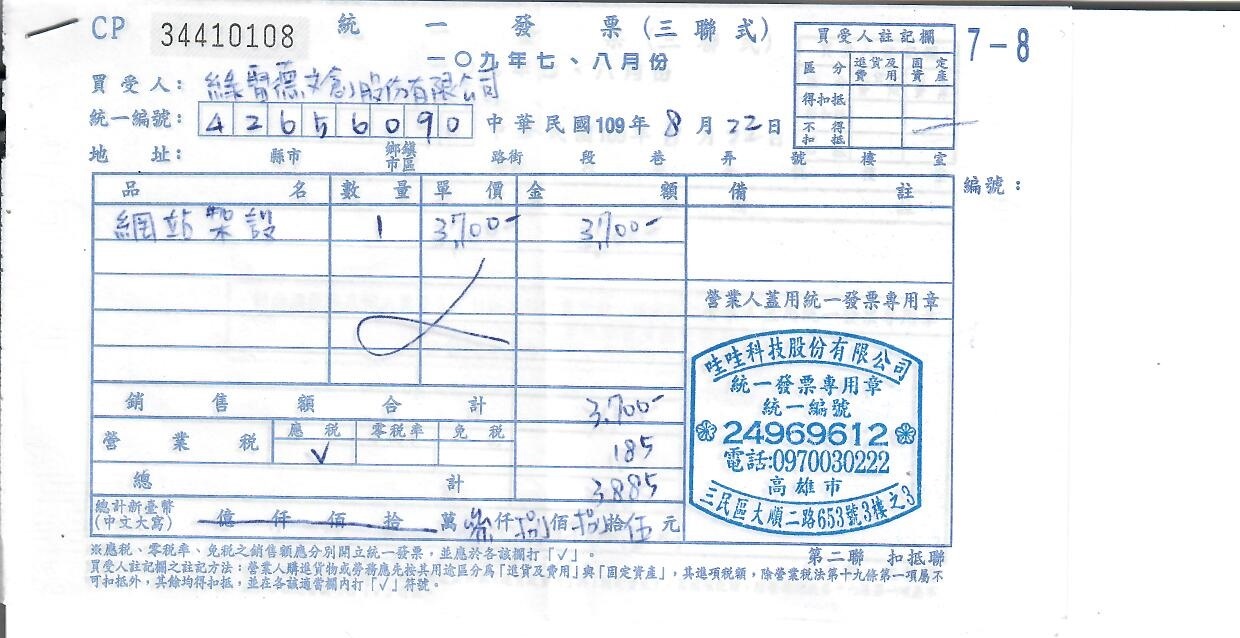 CP 34410108 統一發票(三聯式)
一〇九年七、八月份
7-8
買受人註記欄
區分 進貨及費用 固定資產
得扣抵
不得扣抵
買受人: 德文創股份有限公司
統一編號: 42656090 中華民國109年8月22日
地址: 縣市 鄉鎮市區 路街 段 巷 弄 號 樓 室
品名 數量 單價 金額 備註 編號:
網站架設 1 3,700- 3,700-
營業人蓋用統一發票專用章
哇哇科技股份有限公司
統一發票專用章
統一編號
24969612
電話:0970030222
高雄市
三民區大順二路653號3樓之3
銷售額合計 3,700-
營業稅 應稅 √ 零稅率 免稅 185
總計 3885
總計新臺幣(中文大寫) 億仟佰拾萬叁仟捌佰捌拾伍元
※應稅、零稅率、免稅之銷售額應分別開立統一發票,並應於各該欄打「√」。
第二聯 扣抵聯
買受人註記欄之註記方法:營業人購進貨物或勞務應先按其用途區分為「進貨及費用」與「固定資產」,其進項稅額,除營業稅法第十九條第一項屬不
可扣抵外,其餘均得扣抵,並在各該適當欄內打「√」符號。